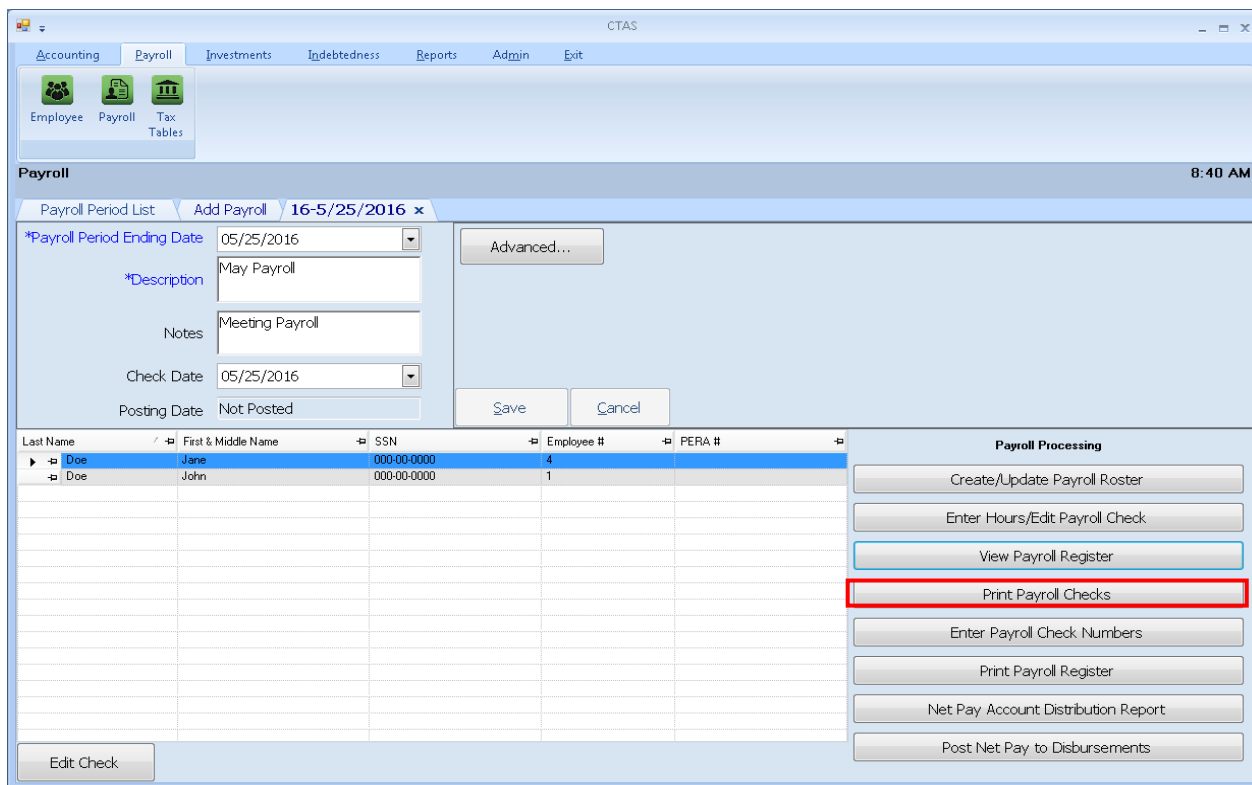 CTAS
Accounting Payroll Investments Indebtedness Reports Admin Exit
Employee Payroll Tax
Tables
Payroll 8:40 AM
Payroll Period List Add Payroll 16-5/25/2016 x
*Payroll Period Ending Date 05/25/2016 Advanced...
*Description May Payroll
Notes Meeting Payroll
Check Date 05/25/2016
Posting Date Not Posted Save Cancel
Last Name First & Middle Name SSN Employee # PERA # Payroll Processing
Doe Jane 000-00-0000 4
Doe John 000-00-0000 1
Create/Update Payroll Roster
Enter Hours/Edit Payroll Check
View Payroll Register
Print Payroll Checks
Enter Payroll Check Numbers
Print Payroll Register
Net Pay Account Distribution Report
Post Net Pay to Disbursements
Edit Check